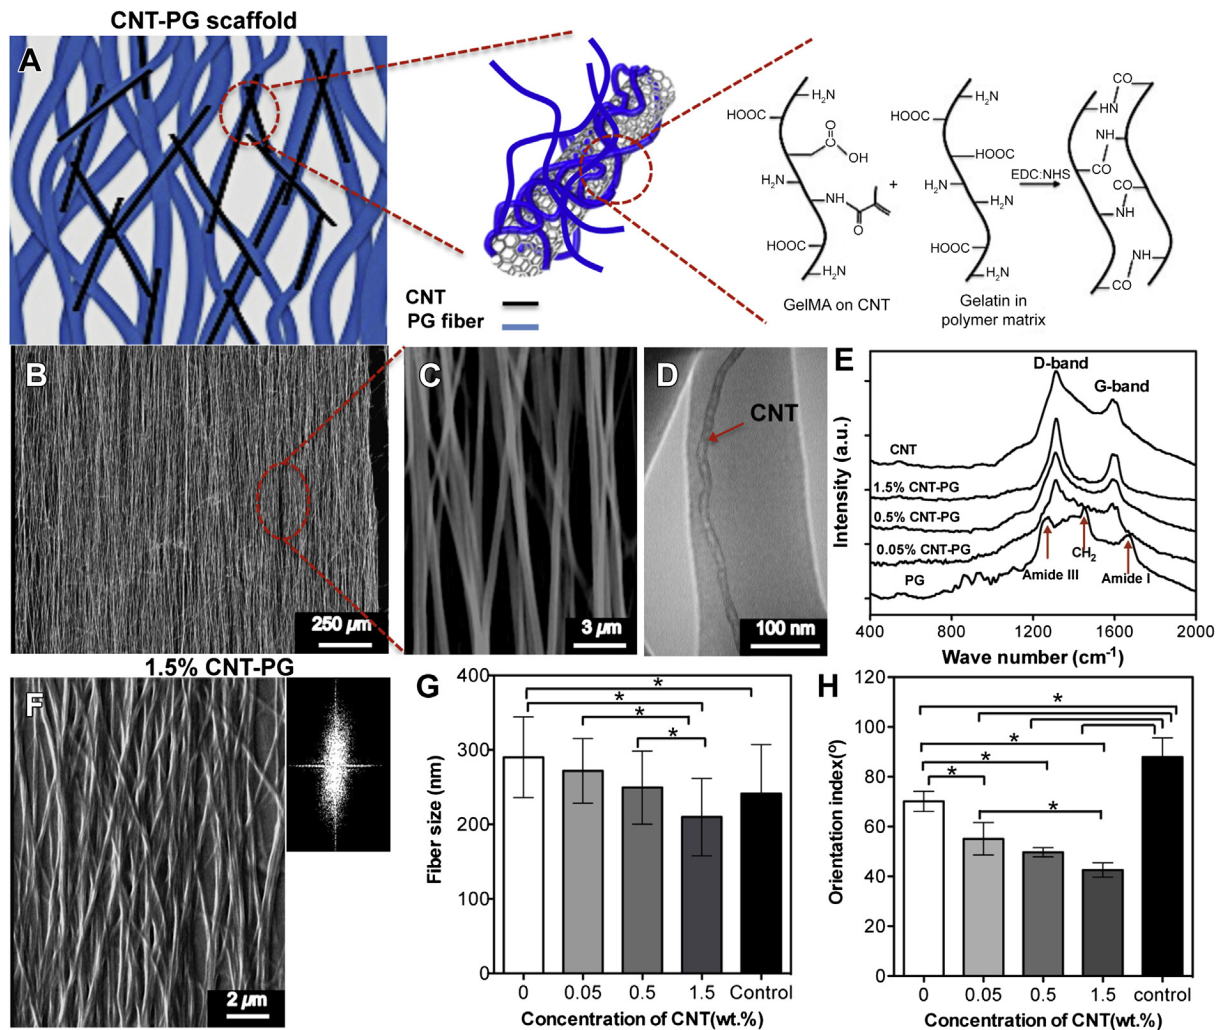 CNT-PG scaffold
A
CNT
PG fiber
H₂N
HOOC
O
O
OH
H₂N
NH
O
HOOC
H₂N
GelMA on CNT
+
H₂N
HOOC
HOOC
H₂N
H₂N
HOOC
H₂N
Gelatin in
polymer matrix
EDC:NHS
CO
HN
NH
CO
CO
NH
NH
CO
B
250 µm
C
3 µm
D
CNT
100 nm
E
D-band
G-band
CNT
1.5% CNT-PG
0.5% CNT-PG
0.05% CNT-PG
PG
Amide III
CH₂
Amide I
Intensity (a.u.)
400
800
1200
1600
2000
Wave number (cm⁻¹)
1.5% CNT-PG
F
2 µm
G
Fiber size (nm)
400
300
200
100
0
*
*
*
*
0
0.05
0.5
1.5
Control
Concentration of CNT(wt.%)
H
Orientation index(º)
120
100
80
60
40
20
0
*
*
*
*
*
*
0
0.05
0.5
1.5
control
Concentration of CNT(wt.%)